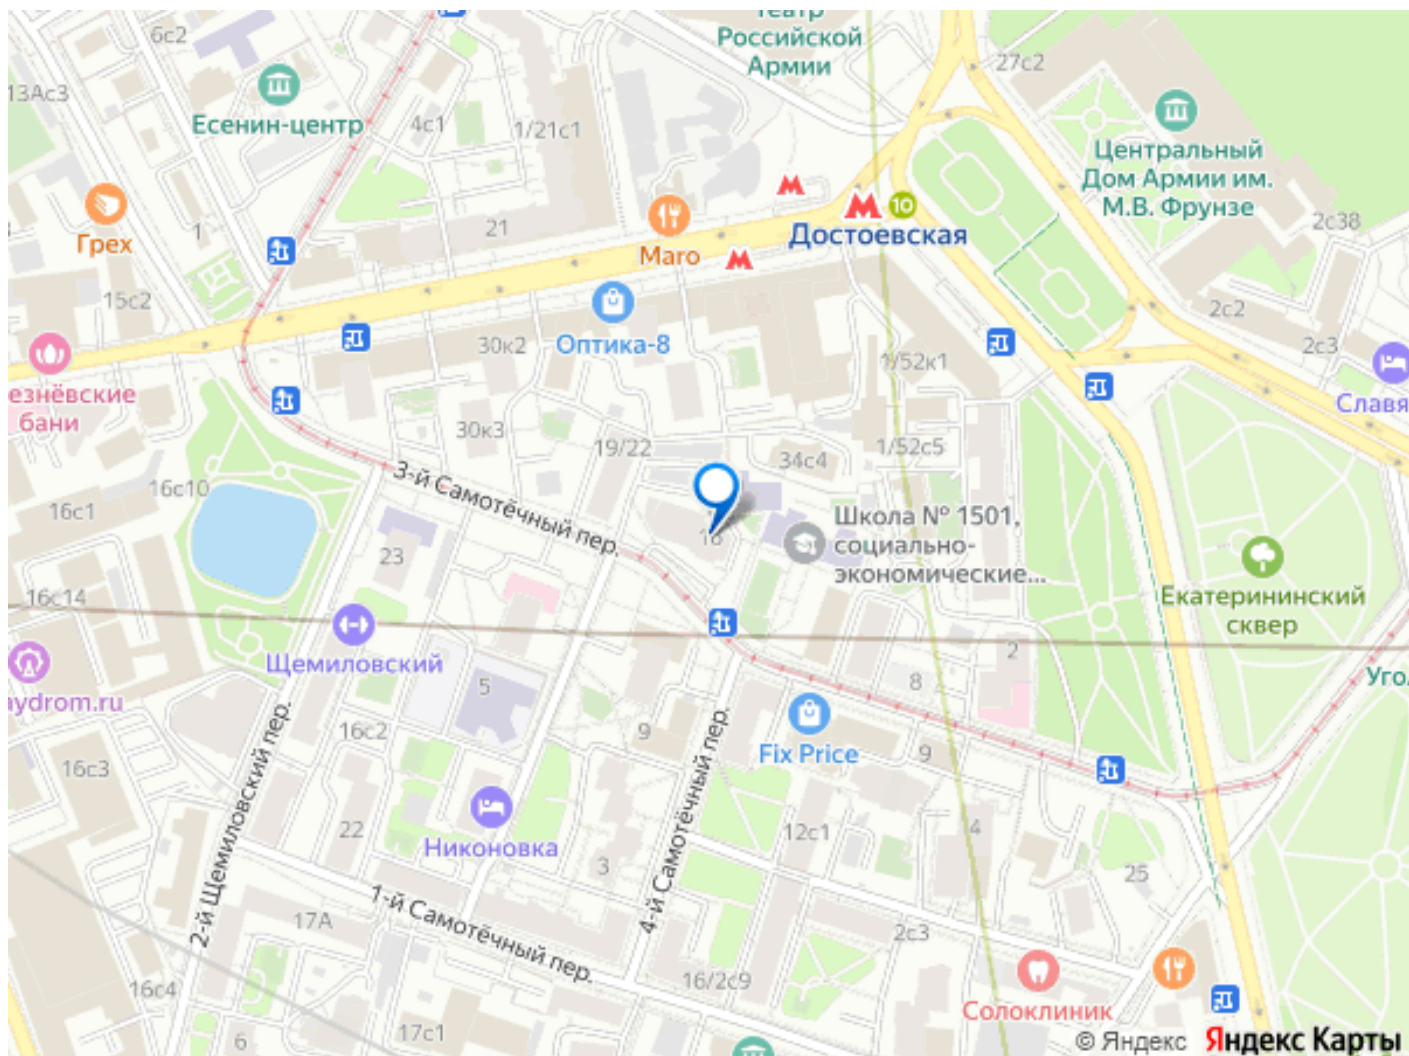 Театр
Российской
Армии
6с2
27с2
13Ас3
Есенин-центр
4с1
1/21с1
Центральный
Дом Армии им.
М.В. Фрунзе
Грех
1
21
Maro
10
Достоевская
2с38
15с2
Оптика-8
30к2
1/52к1
2с2
2с3
езнёвские
бани
Славя
30к3
19/22
34с4
1/52с5
3-й Самотёчный пер.
16с10
16с1
16
Школа № 1501,
социально-
экономические...
23
16с14
Екатерининский
сквер
Щемиловский
2
Уго.
aydrom.ru
5
8
16с2
9
Fix Price
9
16с3
2-й Щемиловский пер.
4-й Самотёчный пер.
22
Никоновка
12с1
4
3
25
1-й Самотёчный пер.
17А
2с3
16с4
16/2с9
Солоклиник
6
17с1
© Яндекс Яндекс Карты